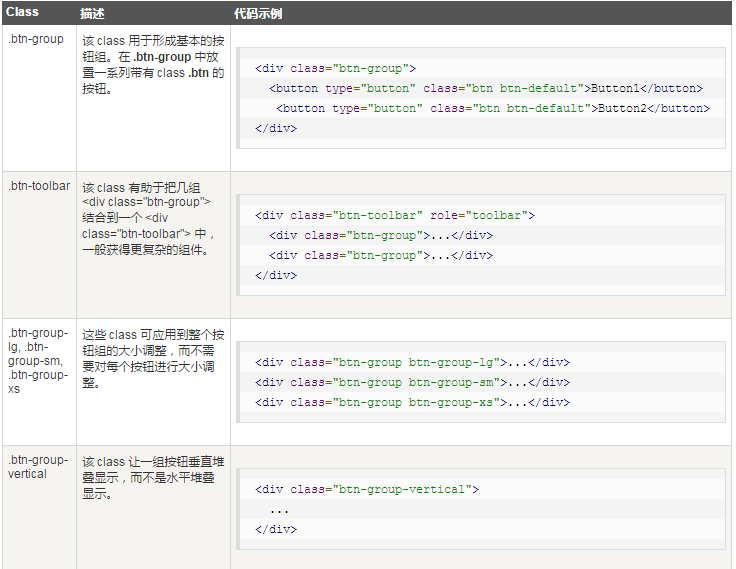 Class 描述 代码示例
.btn-group
该 class 用于形成基本的按
钮组。在 .btn-group 中放
置一系列带有 class .btn 的
按钮。
<div class="btn-group">
  <button type="button" class="btn btn-default">Button1</button>
   <button type="button" class="btn btn-default">Button2</button>
</div>
.btn-toolbar
该 class 有助于把几组
<div class="btn-group">
结合到一个 <div
class="btn-toolbar"> 中，
一般获得更复杂的组件。
<div class="btn-toolbar" role="toolbar">
  <div class="btn-group">...</div>
  <div class="btn-group">...</div>
</div>
.btn-group-
lg, .btn-
group-sm,
.btn-group-
xs
这些 class 可应用到整个按
钮组的大小调整，而不需
要对每个按钮进行大小调
整。
<div class="btn-group btn-group-lg">...</div>
<div class="btn-group btn-group-sm">...</div>
<div class="btn-group btn-group-xs">...</div>
.btn-group-
vertical
该 class 让一组按钮垂直堆
叠显示，而不是水平堆叠
显示。
<div class="btn-group-vertical">
  ...
</div>